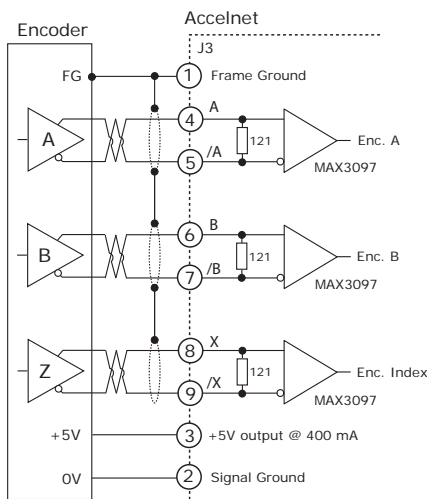 Accelnet
Encoder
J3
FG 1 Frame Ground
A 4 A
121 Enc. A
5 /A
MAX3097
B 6 B
121 Enc. B
7 /B
MAX3097
Z 8 X
121 Enc. Index
9 /X
MAX3097
+5V 3 +5V output @ 400 mA
0V 2 Signal Ground